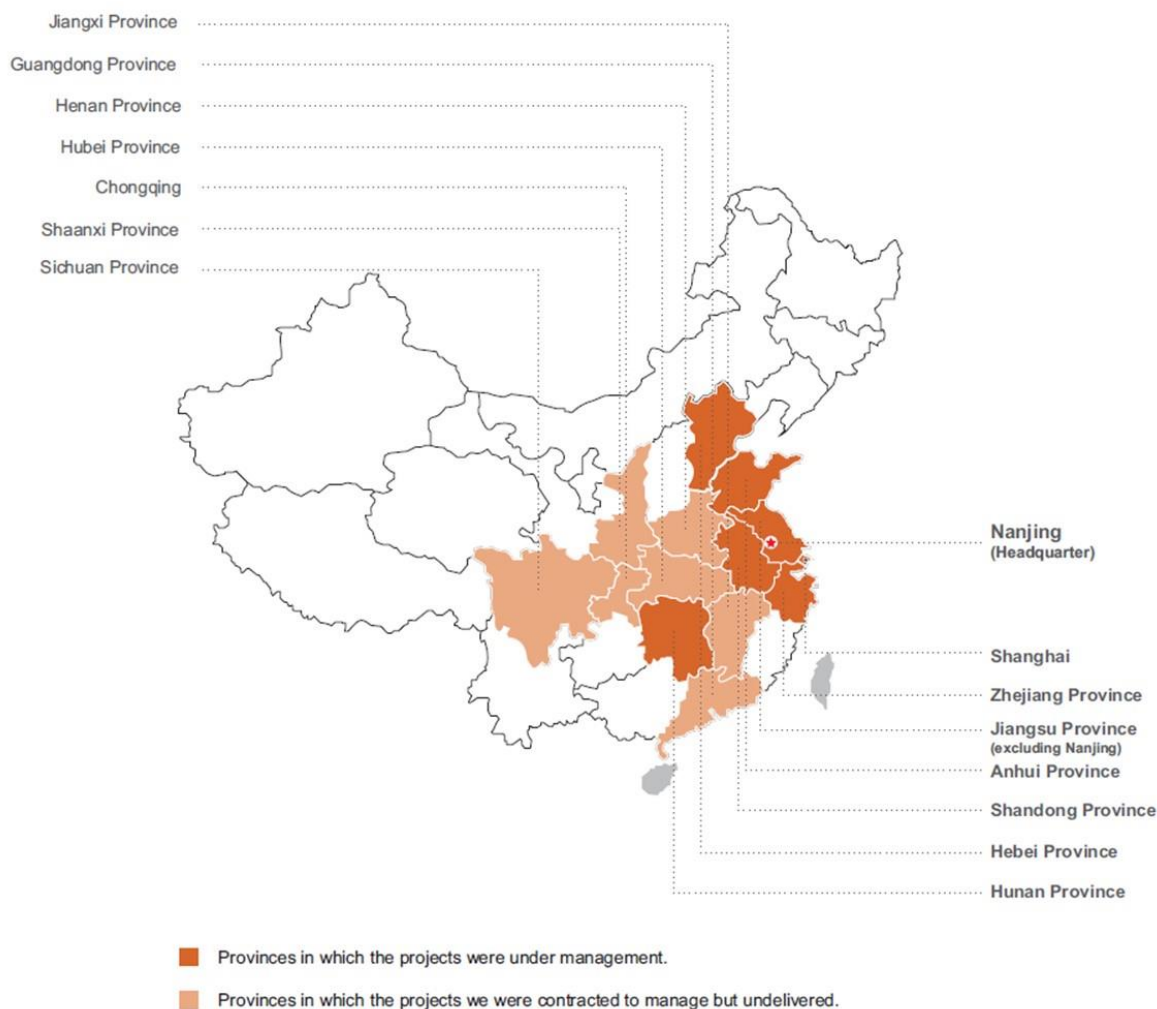 Jiangxi Province
Guangdong Province
Henan Province
Hubei Province
Chongqing
Shaanxi Province
Sichuan Province
Nanjing
(Headquarter)
Shanghai
Zhejiang Province
Jiangsu Province
(excluding Nanjing)
Anhui Province
Shandong Province
Hebei Province
Hunan Province
Provinces in which the projects were under management.
Provinces in which the projects we were contracted to manage but undelivered.